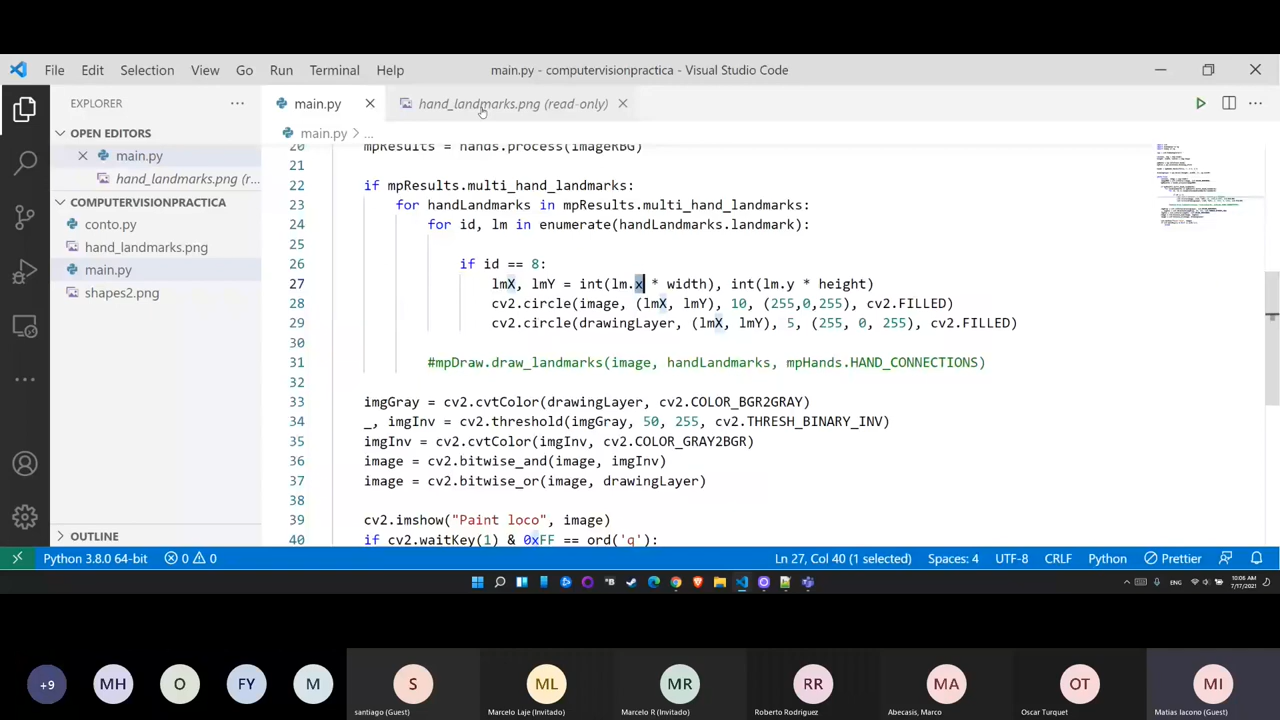 File Edit Selection View Go Run Terminal Help main.py - computervisionpractica - Visual Studio Code
EXPLORER
main.py
hand_landmarks.png (read-only)
OPEN EDITORS
main.py
hand_landmarks.png (r...
COMPUTERVISIONPRACTICA
conto.py
hand_landmarks.png
main.py
shapes2.png
OUTLINE
main.py > ...
20 mpResults = hands.process(imageRBG)
21
22 if mpResults.multi_hand_landmarks:
23 for handLandmarks in mpResults.multi_hand_landmarks:
24 for id, lm in enumerate(handLandmarks.landmark):
25
26 if id == 8:
27 lmX, lmY = int(lm.x * width), int(lm.y * height)
28 cv2.circle(image, (lmX, lmY), 10, (255,0,255), cv2.FILLED)
29 cv2.circle(drawingLayer, (lmX, lmY), 5, (255, 0, 255), cv2.FILLED)
30
31 #mpDraw.draw_landmarks(image, handLandmarks, mpHands.HAND_CONNECTIONS)
32
33 imgGray = cv2.cvtColor(drawingLayer, cv2.COLOR_BGR2GRAY)
34 _, imgInv = cv2.threshold(imgGray, 50, 255, cv2.THRESH_BINARY_INV)
35 imgInv = cv2.cvtColor(imgInv, cv2.COLOR_GRAY2BGR)
36 image = cv2.bitwise_and(image, imgInv)
37 image = cv2.bitwise_or(image, drawingLayer)
38
39 cv2.imshow("Paint loco", image)
40 if cv2.waitKey(1) & 0xFF == ord('q'):
Python 3.8.0 64-bit 0 0 Ln 27, Col 40 (1 selected) Spaces: 4 UTF-8 CRLF Python Prettier
ENG 10:06 AM
7/17/2021
+9 MH O FY M S ML MR RR MA OT MI
santiago (Guest) Marcelo Laje (Invitado) Marcelo R (Invitado) Roberto Rodriguez Abecasis, Marco Oscar Turquet Matias Iacono (Guest)